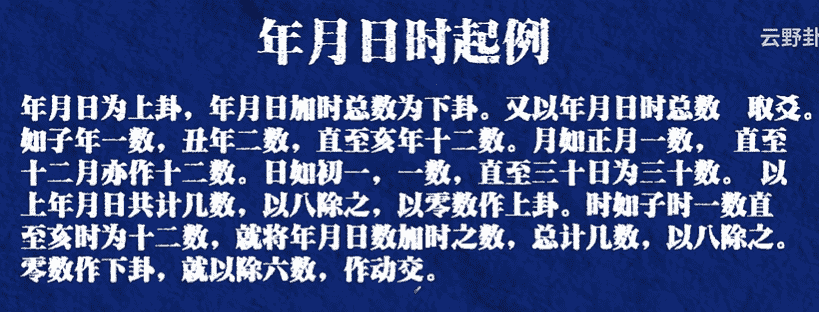 年月日时起例
云野卦
年月日为上卦，年月日加时总数为下卦。又以年月日时总数 取爻。
如子年一数，丑年二数，直至亥年十二数。月如正月一数， 直至
十二月亦作十二数。日如初一，一数，直至三十日为三十数。 以
上年月日共计几数，以八除之，以零数作上卦。时如子时一数直
至亥时为十二数，就将年月日数加时之数，总计几数，以八除之。
零数作下卦，就以除六数，作动爻。